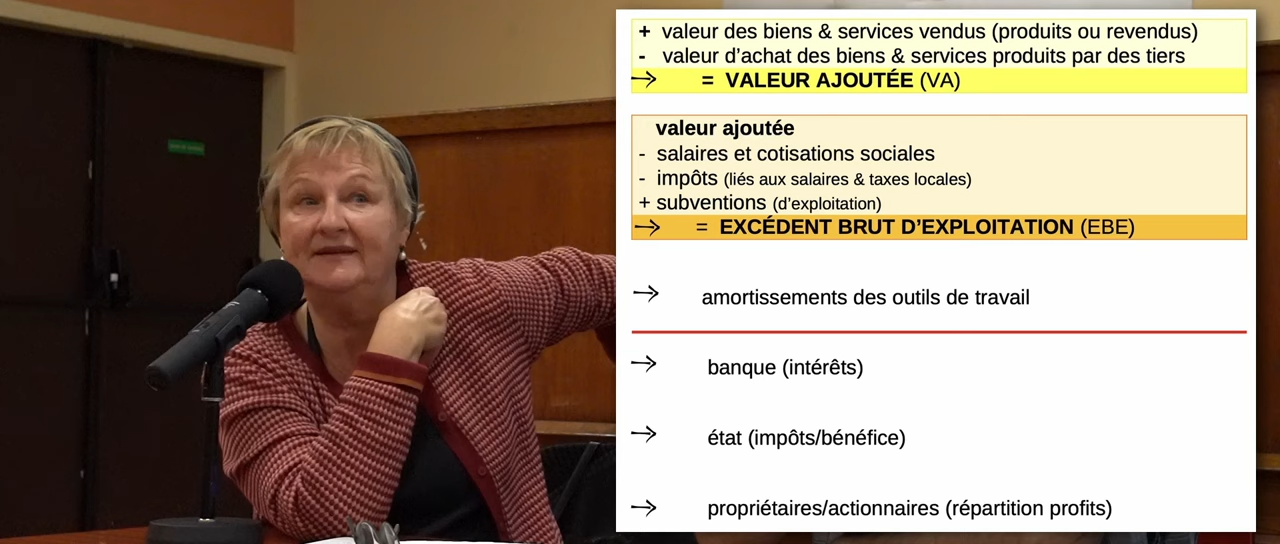 + valeur des biens & services vendus (produits ou revendus)
- valeur d’achat des biens & services produits par des tiers
→ = VALEUR AJOUTÉE (VA)
valeur ajoutée
- salaires et cotisations sociales
- impôts (liés aux salaires & taxes locales)
+ subventions (d’exploitation)
→ = EXCÉDENT BRUT D’EXPLOITATION (EBE)
→ amortissements des outils de travail
→ banque (intérêts)
→ état (impôts/bénéfice)
→ propriétaires/actionnaires (répartition profits)